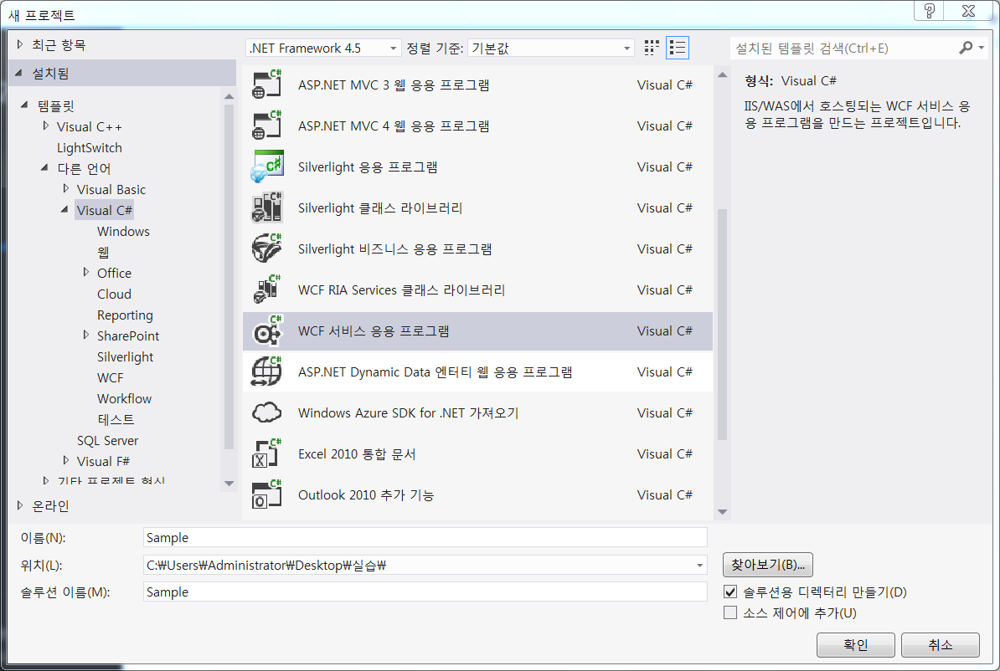 새 프로젝트
최근 항목
설치됨
템플릿
Visual C++
LightSwitch
다른 언어
Visual Basic
Visual C#
Windows
웹
Office
Cloud
Reporting
SharePoint
Silverlight
WCF
Workflow
테스트
SQL Server
Visual F#
기타 프로젝트 형식
온라인
.NET Framework 4.5 정렬 기준: 기본값
ASP.NET MVC 3 웹 응용 프로그램 Visual C#
ASP.NET MVC 4 웹 응용 프로그램 Visual C#
Silverlight 응용 프로그램 Visual C#
Silverlight 클래스 라이브러리 Visual C#
Silverlight 비즈니스 응용 프로그램 Visual C#
WCF RIA Services 클래스 라이브러리 Visual C#
WCF 서비스 응용 프로그램 Visual C#
ASP.NET Dynamic Data 엔터티 웹 응용 프로그램 Visual C#
Windows Azure SDK for .NET 가져오기 Visual C#
Excel 2010 통합 문서 Visual C#
Outlook 2010 추가 기능 Visual C#
설치된 템플릿 검색(Ctrl+E)
형식: Visual C#
IIS/WAS에서 호스팅되는 WCF 서비스 응
용 프로그램을 만드는 프로젝트입니다.
이름(N): Sample
위치(L): C:₩Users₩Administrator₩Desktop₩실습₩
솔루션 이름(M): Sample
찾아보기(B)...
솔루션용 디렉터리 만들기(D)
소스 제어에 추가(U)
확인 취소